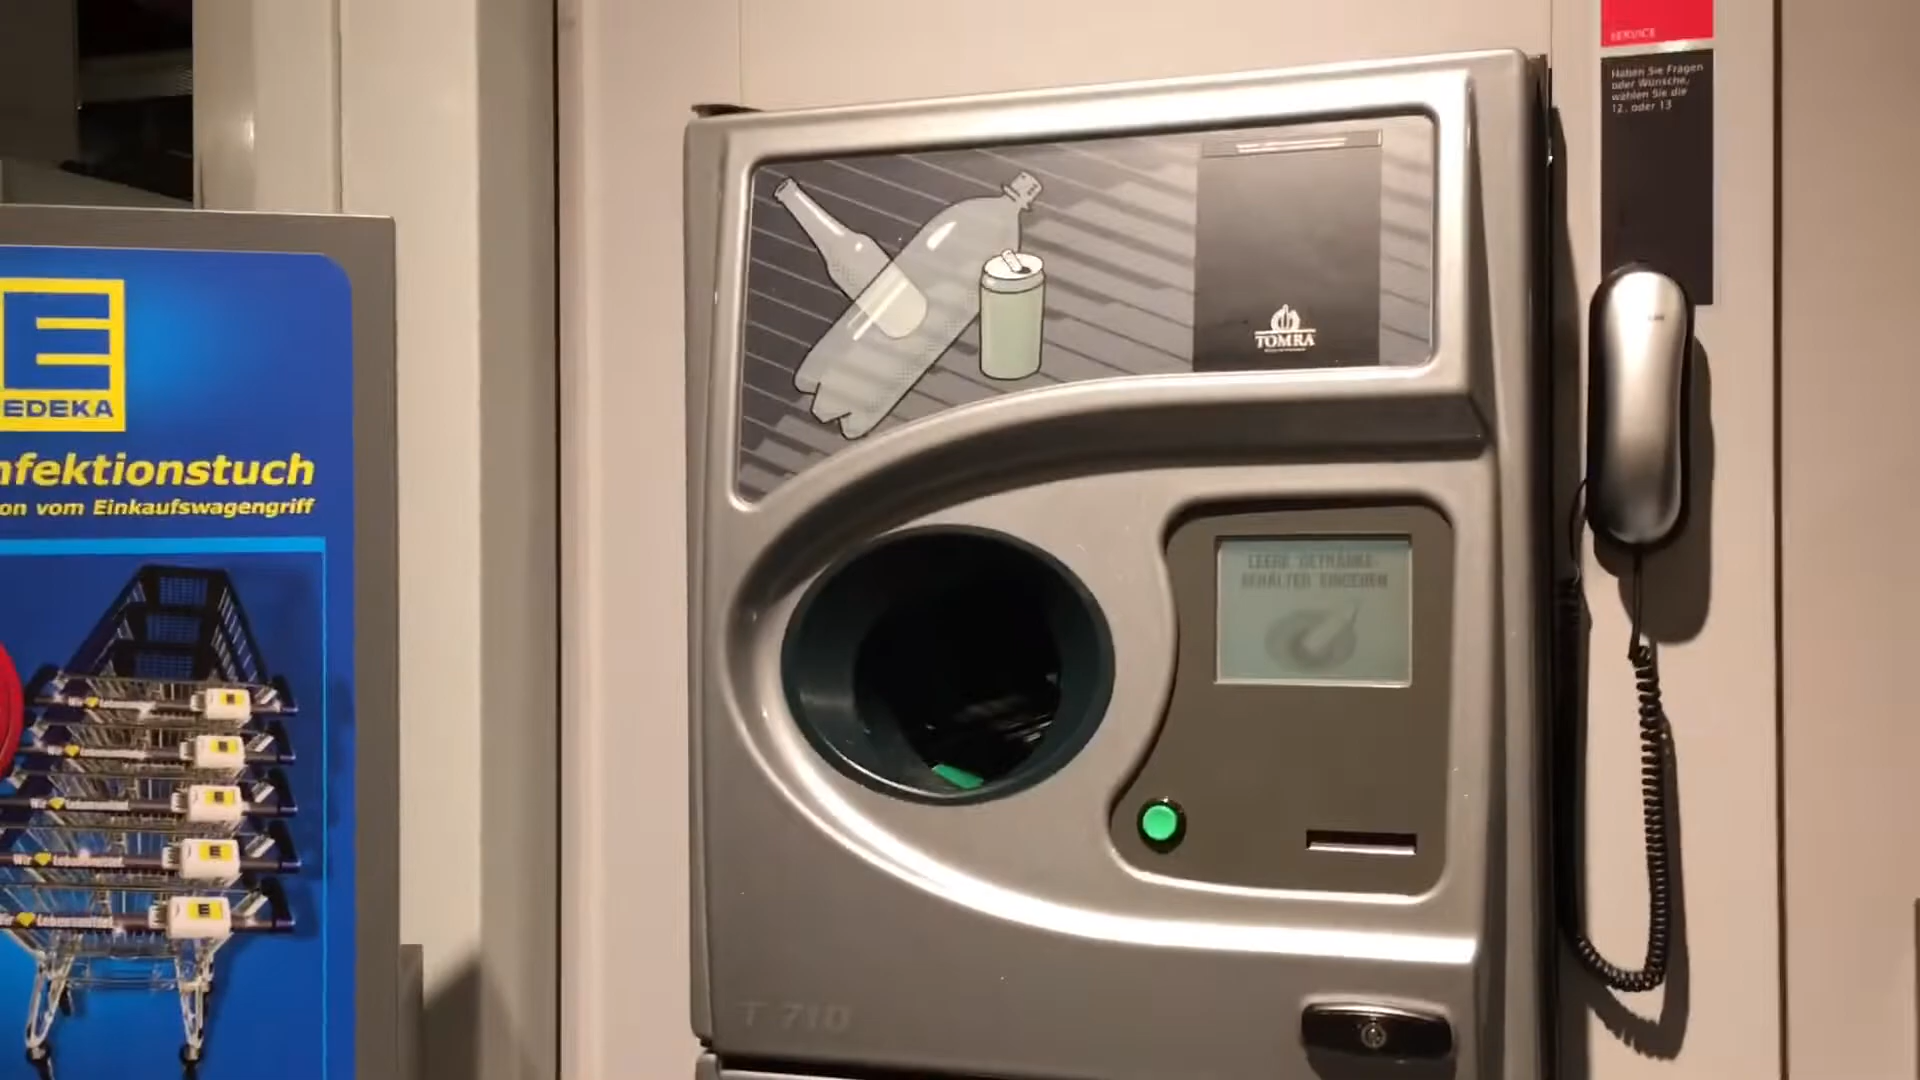 EDEKA
nfektionstuch
on vom Einkaufswagengriff
TOMRA
LEERE GETRÄNKE-
BEHÄLTER EINGEBEN
T 710
SERVICE
Haben Sie Fragen
oder Wünsche,
wählen Sie die
12. oder 13